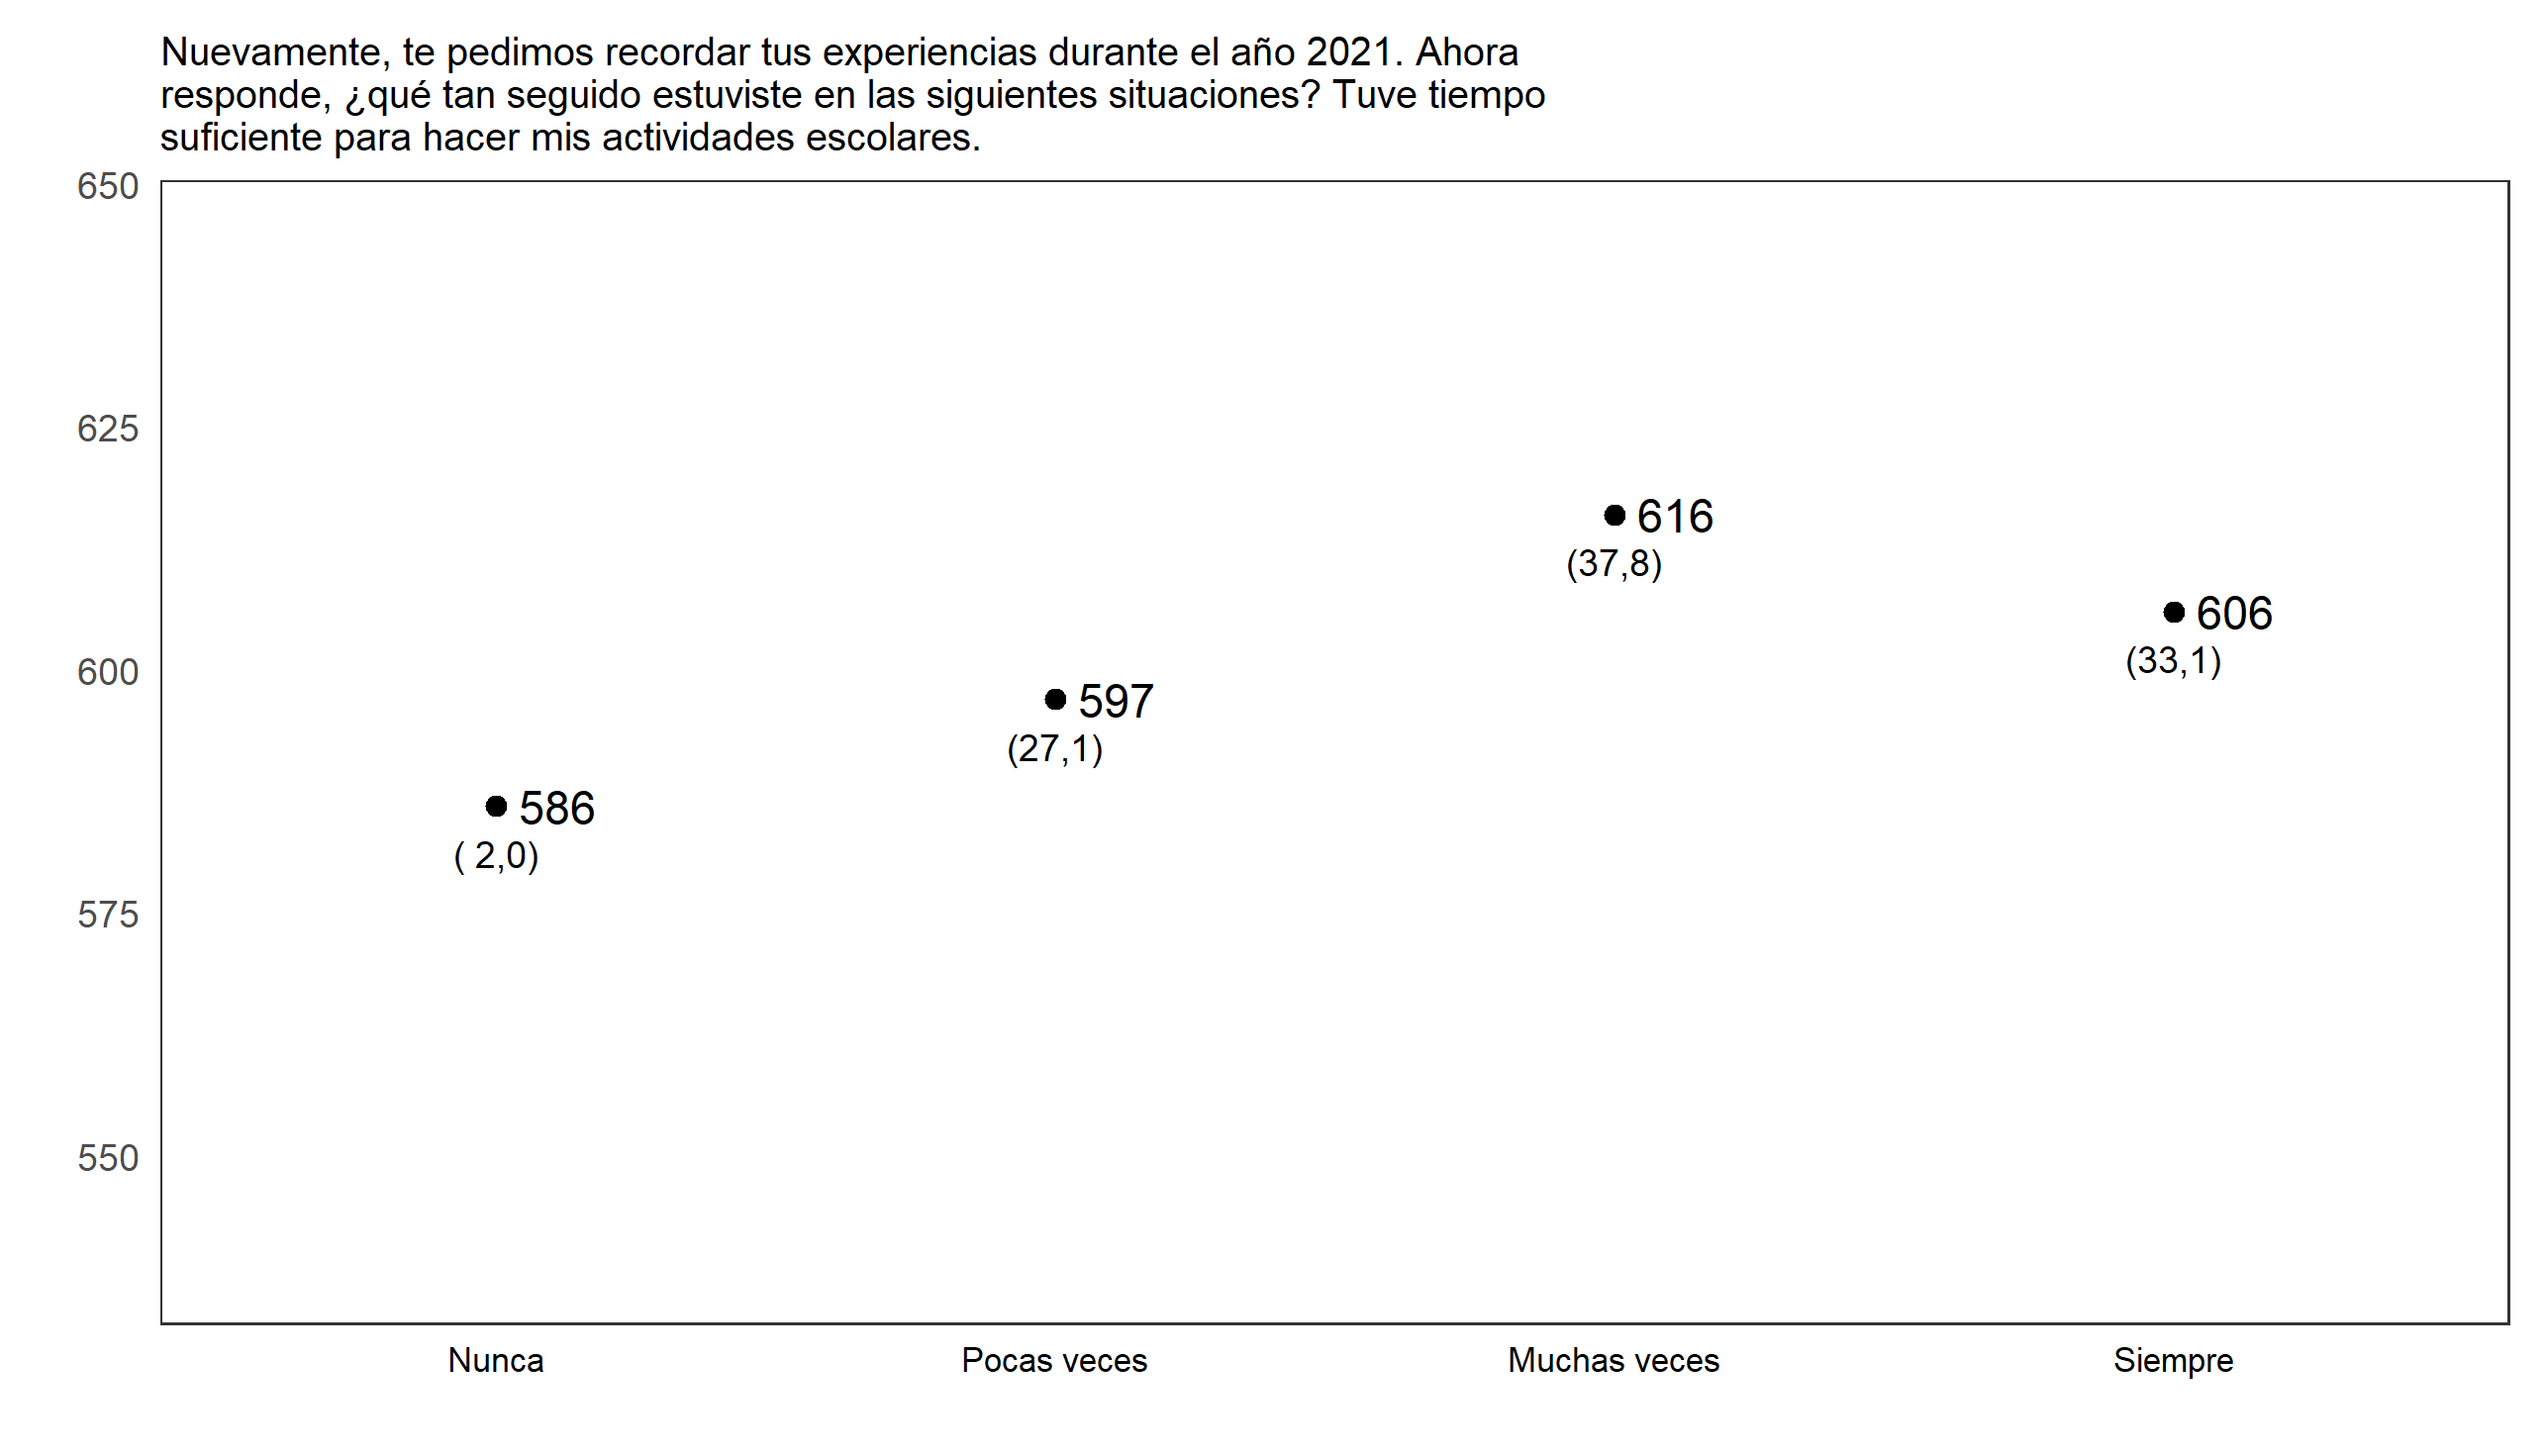 Nuevamente, te pedimos recordar tus experiencias durante el año 2021. Ahora
responde, ¿qué tan seguido estuviste en las siguientes situaciones? Tuve tiempo
suficiente para hacer mis actividades escolares.
650
625
616
(37,8)
606
(33,1)
600
597
(27,1)
586
( 2,0)
575
550
Nunca
Pocas veces
Muchas veces
Siempre